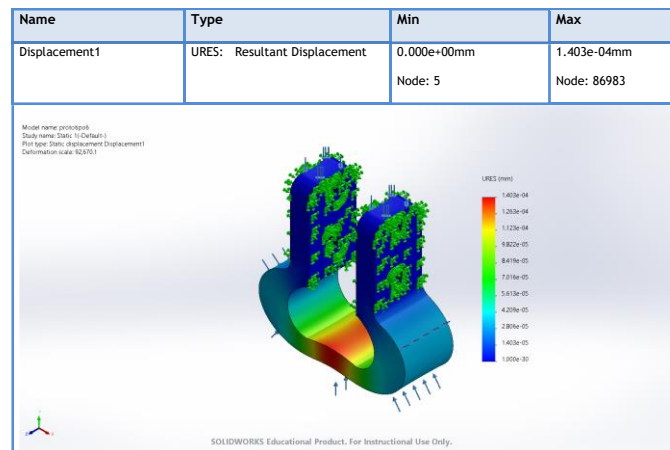 Name Type Min Max
Displacement1 URES: Resultant Displacement 0.000e+00mm 1.403e-04mm
Node: 5 Node: 86983
Model name: prototipo6
Study name: Static 1(-Default-)
Plot type: Static displacement Displacement1
Deformation scale: 92,670.1
URES (mm)
1.403e-04
1.263e-04
1.123e-04
9.822e-05
8.419e-05
7.016e-05
5.613e-05
4.209e-05
2.806e-05
1.403e-05
1.000e-30
SOLIDWORKS Educational Product. For Instructional Use Only.